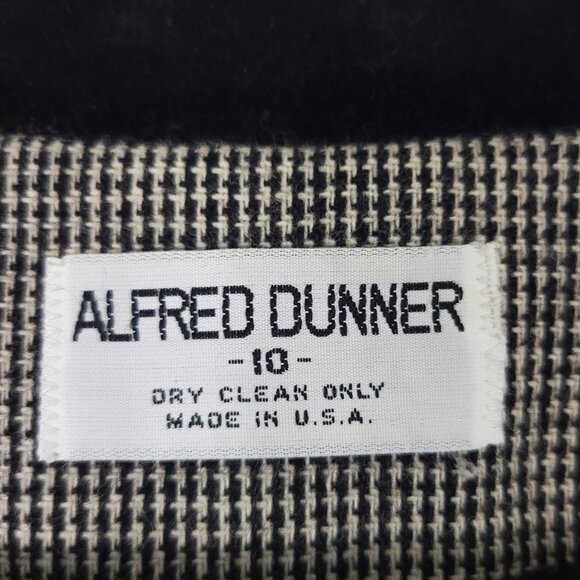 ALFRED DUNNER
-10-
DRY CLEAN ONLY
MADE IN U.S.A.